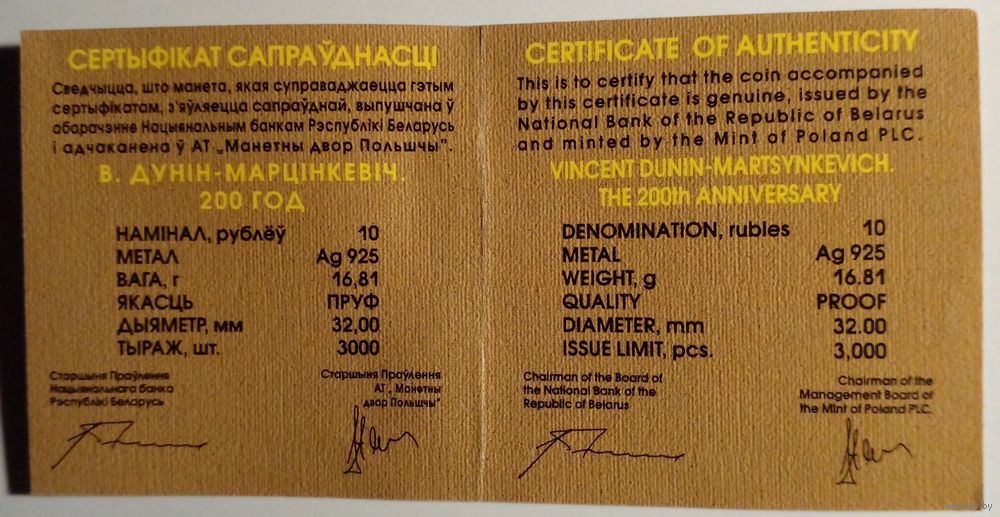 СЕРТЫФІКАТ САПРАЎДНАСЦІ
Сведчыцца, што манета, якая суправаджаецца гэтым
сертыфікатам, з'яўляецца сапраўднай, выпушчана ў
абарачэнне Нацыянальным банкам Рэспублікі Беларусь
і адчаканена ў АТ „Манетны двор Польшчы".
В. ДУНІН-МАРЦІНКЕВІЧ.
200 ГОД
НАМІНАЛ, рублёў 10
МЕТАЛ Ag 925
ВАГА, г 16,81
ЯКАСЦЬ ПРУФ
ДЫЯМЕТР, мм 32,00
ТЫРАЖ, шт. 3000
Старшыня Праўлення
Нацыянальнага банка
Рэспублікі Беларусь
Старшыня Праўлення
АТ „Манетны
двор Польшчы"
CERTIFICATE OF AUTHENTICITY
This is to certify that the coin accompanied
by this certificate is genuine, issued by the
National Bank of the Republic of Belarus
and minted by the Mint of Poland PLC.
VINCENT DUNIN-MARTSYNKEVICH.
THE 200th ANNIVERSARY
DENOMINATION, rubles 10
METAL Ag 925
WEIGHT, g 16.81
QUALITY PROOF
DIAMETER, mm 32.00
ISSUE LIMIT, pcs. 3,000
Chairman of the Board of
the National Bank of the
Republic of Belarus
Chairman of the
Management Board of
the Mint of Poland PLC.